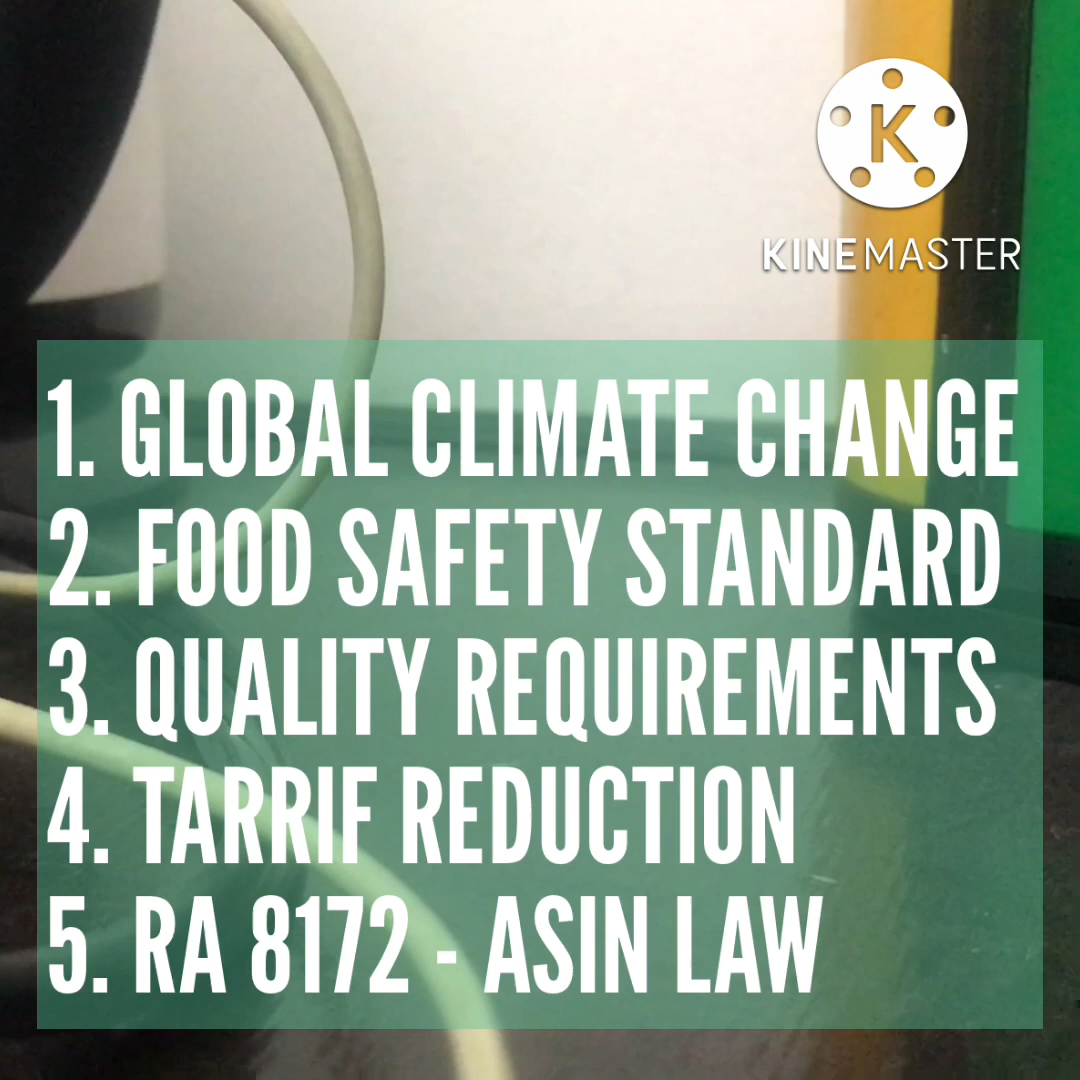 K
KINEMASTER
1. GLOBAL CLIMATE CHANGE
2. FOOD SAFETY STANDARD
3. QUALITY REQUIREMENTS
4. TARRIF REDUCTION
5. RA 8172 - ASIN LAW